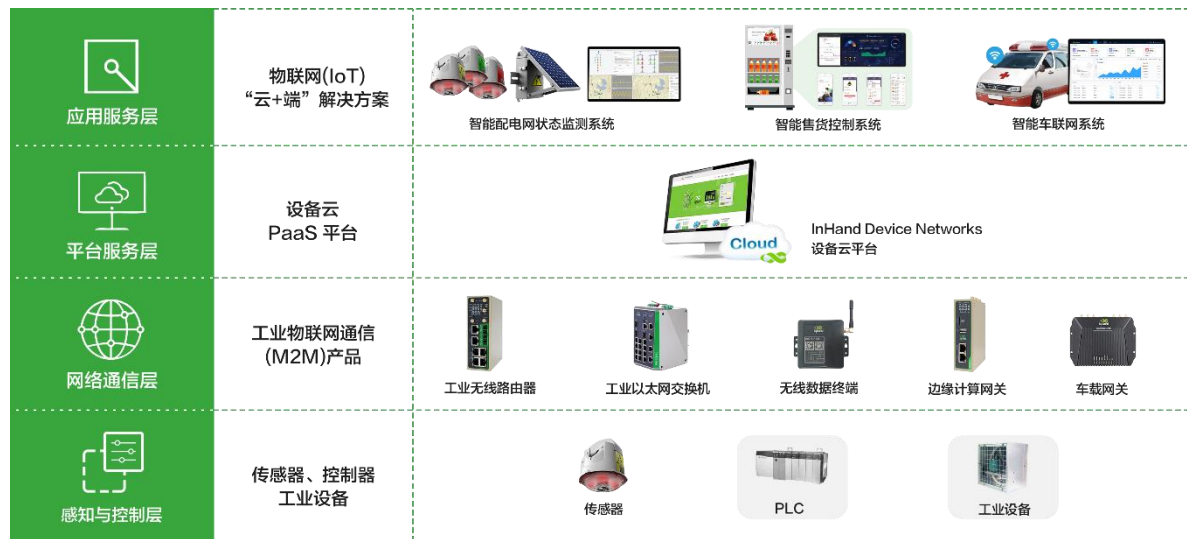 应用服务层
物联网(IoT)
“云+端”解决方案
智能配电网状态监测系统
智能售货控制系统
智能车联网系统
平台服务层
设备云
PaaS 平台
Cloud
InHand Device Networks
设备云平台
网络通信层
工业物联网通信
(M2M)产品
工业无线路由器
工业以太网交换机
无线数据终端
边缘计算网关
车载网关
感知与控制层
传感器、控制器
工业设备
传感器
PLC
工业设备